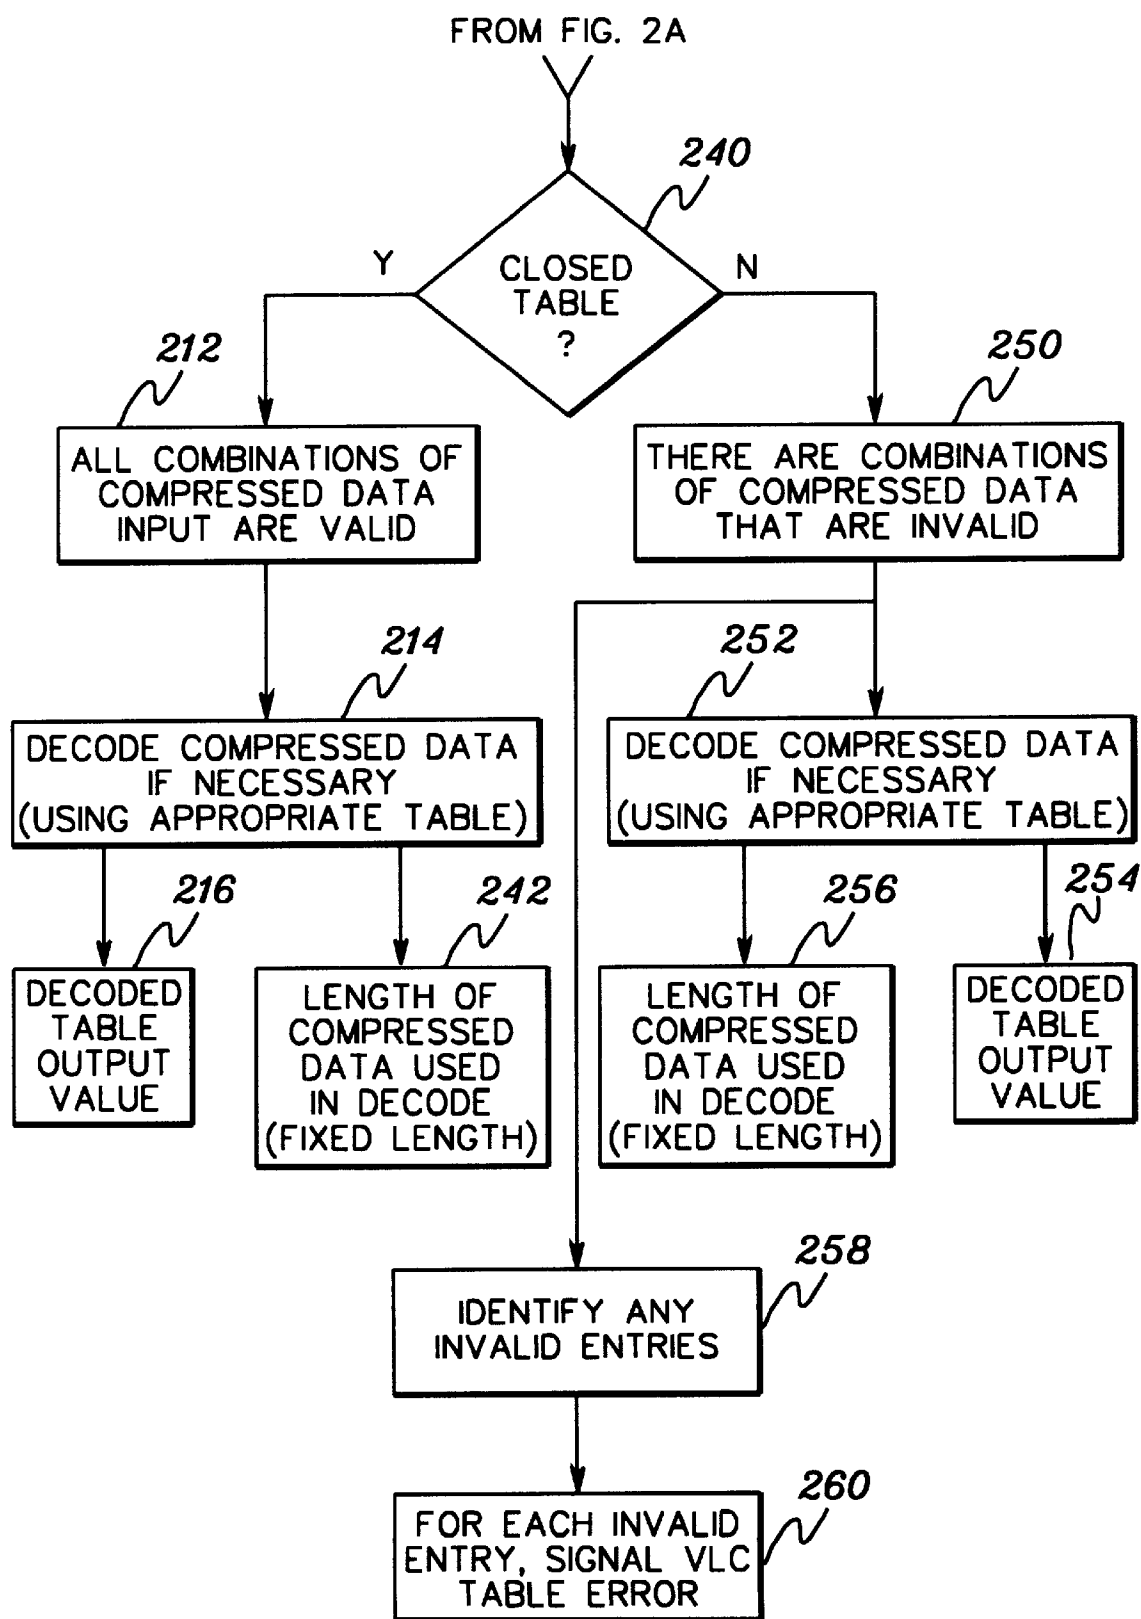 FROM FIG. 2A
240
Y
CLOSED
TABLE
?
N
212
ALL COMBINATIONS OF
COMPRESSED DATA
INPUT ARE VALID
250
THERE ARE COMBINATIONS
OF COMPRESSED DATA
THAT ARE INVALID
214
DECODE COMPRESSED DATA
IF NECESSARY
(USING APPROPRIATE TABLE)
252
DECODE COMPRESSED DATA
IF NECESSARY
(USING APPROPRIATE TABLE)
216
DECODED
TABLE
OUTPUT
VALUE
242
LENGTH OF
COMPRESSED
DATA USED
IN DECODE
(FIXED LENGTH)
256
LENGTH OF
COMPRESSED
DATA USED
IN DECODE
(FIXED LENGTH)
254
DECODED
TABLE
OUTPUT
VALUE
258
IDENTIFY ANY
INVALID ENTRIES
260
FOR EACH INVALID
ENTRY, SIGNAL VLC
TABLE ERROR